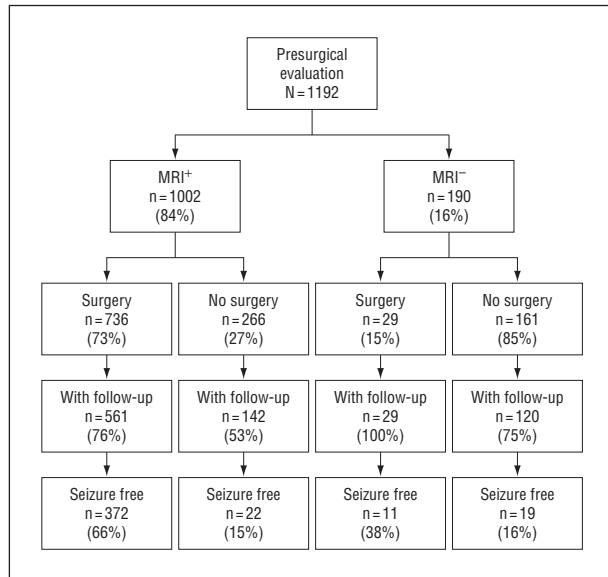 Presurgical
evaluation
N=1192
MRI+
n=1002
(84%)
MRI−
n=190
(16%)
Surgery
n=736
(73%)
No surgery
n=266
(27%)
Surgery
n=29
(15%)
No surgery
n=161
(85%)
With follow-up
n=561
(76%)
With follow-up
n=142
(53%)
With follow-up
n=29
(100%)
With follow-up
n=120
(75%)
Seizure free
n=372
(66%)
Seizure free
n=22
(15%)
Seizure free
n=11
(38%)
Seizure free
n=19
(16%)